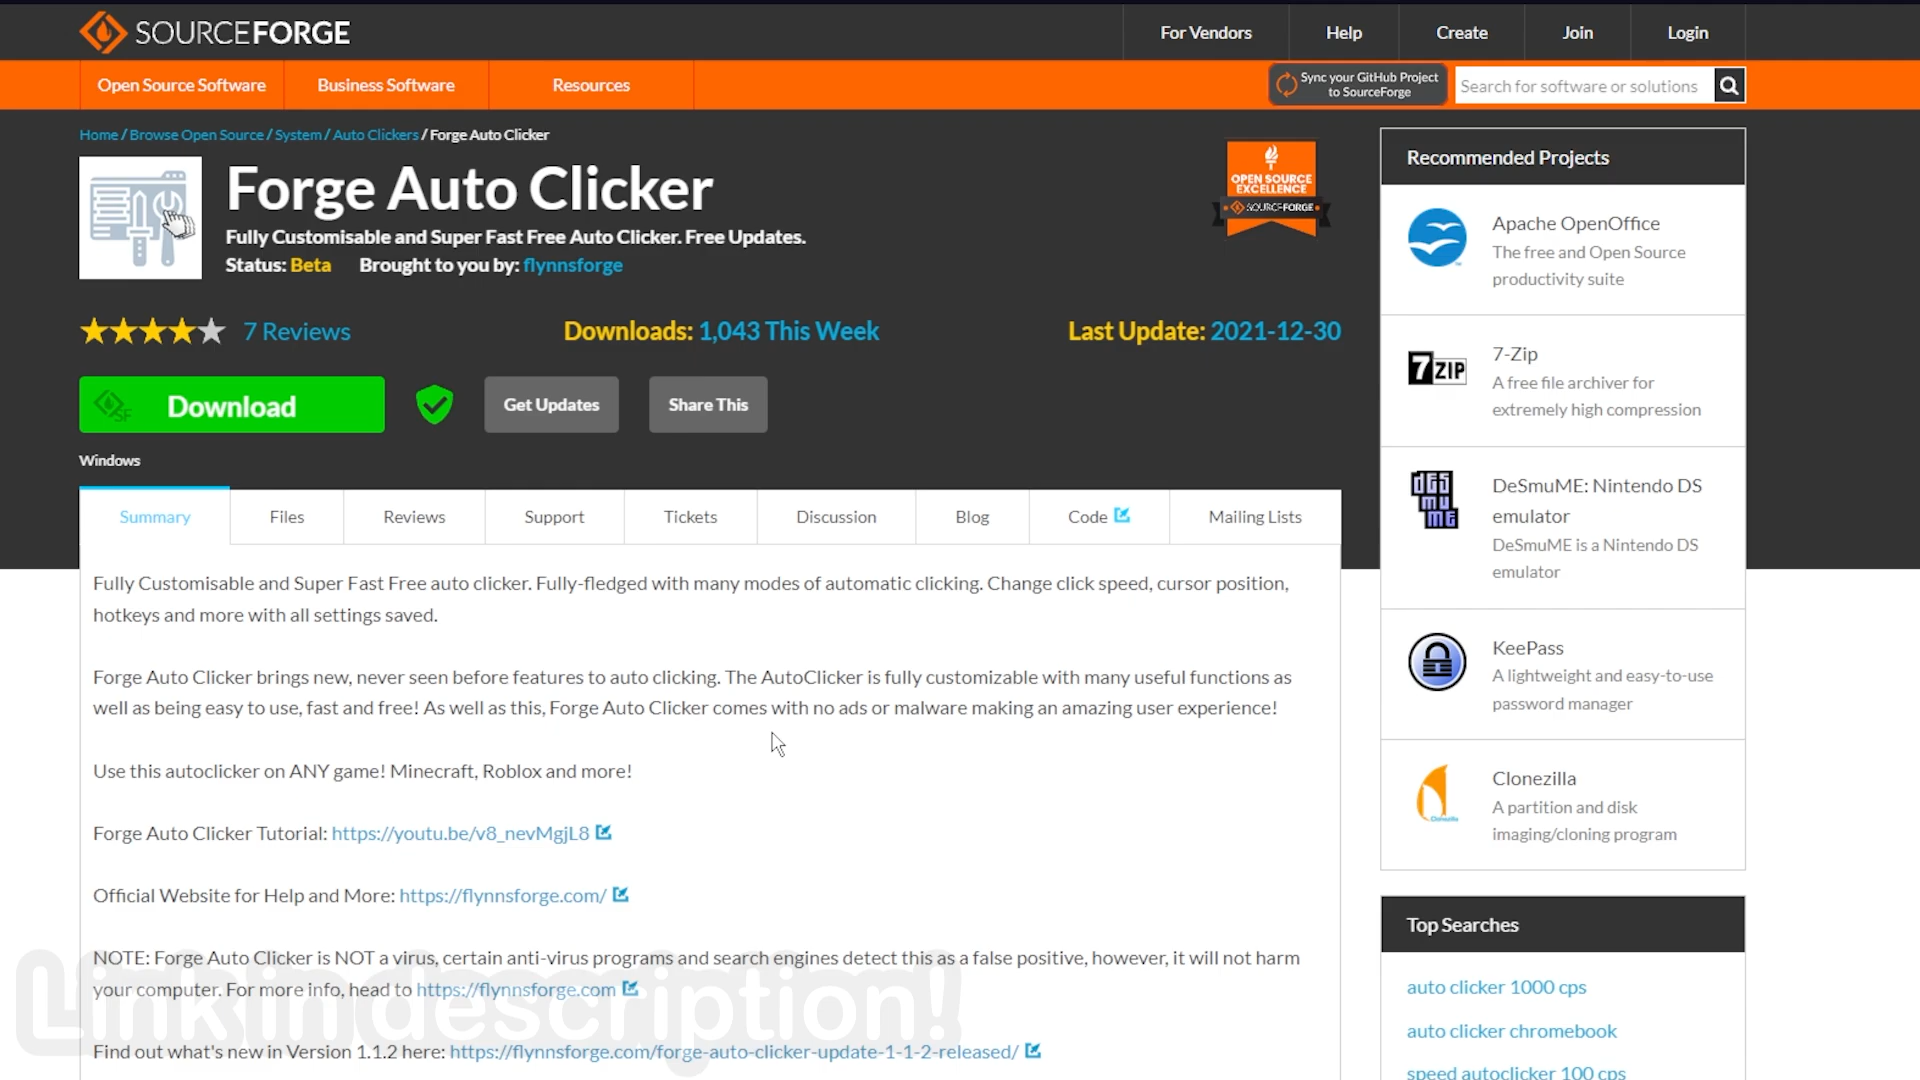 SOURCEFORGE
For Vendors
Help
Create
Join
Login
Open Source Software
Business Software
Resources
Sync your GitHub Project
to SourceForge
Search for software or solutions
Home / Browse Open Source / System / Auto Clickers / Forge Auto Clicker
Forge Auto Clicker
Fully Customisable and Super Fast Free Auto Clicker. Free Updates.
Status: Beta
Brought to you by: flynnsforge
OPEN SOURCE
EXCELLENCE
SOURCEFORGE
7 Reviews
Downloads: 1,043 This Week
Last Update: 2021-12-30
SF
Download
Get Updates
Share This
Windows
Summary
Files
Reviews
Support
Tickets
Discussion
Blog
Code
Mailing Lists
Fully Customisable and Super Fast Free auto clicker. Fully-fledged with many modes of automatic clicking. Change click speed, cursor position,
hotkeys and more with all settings saved.
Forge Auto Clicker brings new, never seen before features to auto clicking. The AutoClicker is fully customizable with many useful functions as
well as being easy to use, fast and free! As well as this, Forge Auto Clicker comes with no ads or malware making an amazing user experience!
Use this autoclicker on ANY game! Minecraft, Roblox and more!
Forge Auto Clicker Tutorial: https://youtu.be/v8_nevMgjL8
Official Website for Help and More: https://flynnsforge.com/
NOTE: Forge Auto Clicker is NOT a virus, certain anti-virus programs and search engines detect this as a false positive, however, it will not harm
your computer. For more info, head to https://flynnsforge.com
Link in description!
Find out what's new in Version 1.1.2 here: https://flynnsforge.com/forge-auto-clicker-update-1-1-2-released/
Recommended Projects
Apache OpenOffice
The free and Open Source
productivity suite
7ZIP
7-Zip
A free file archiver for
extremely high compression
DeSMuME
DeSmuME: Nintendo DS
emulator
DeSmuME is a Nintendo DS
emulator
KeePass
A lightweight and easy-to-use
password manager
Clonezilla
Clonezilla
A partition and disk
imaging/cloning program
Top Searches
auto clicker 1000 cps
auto clicker chromebook
speed autoclicker 100 cps